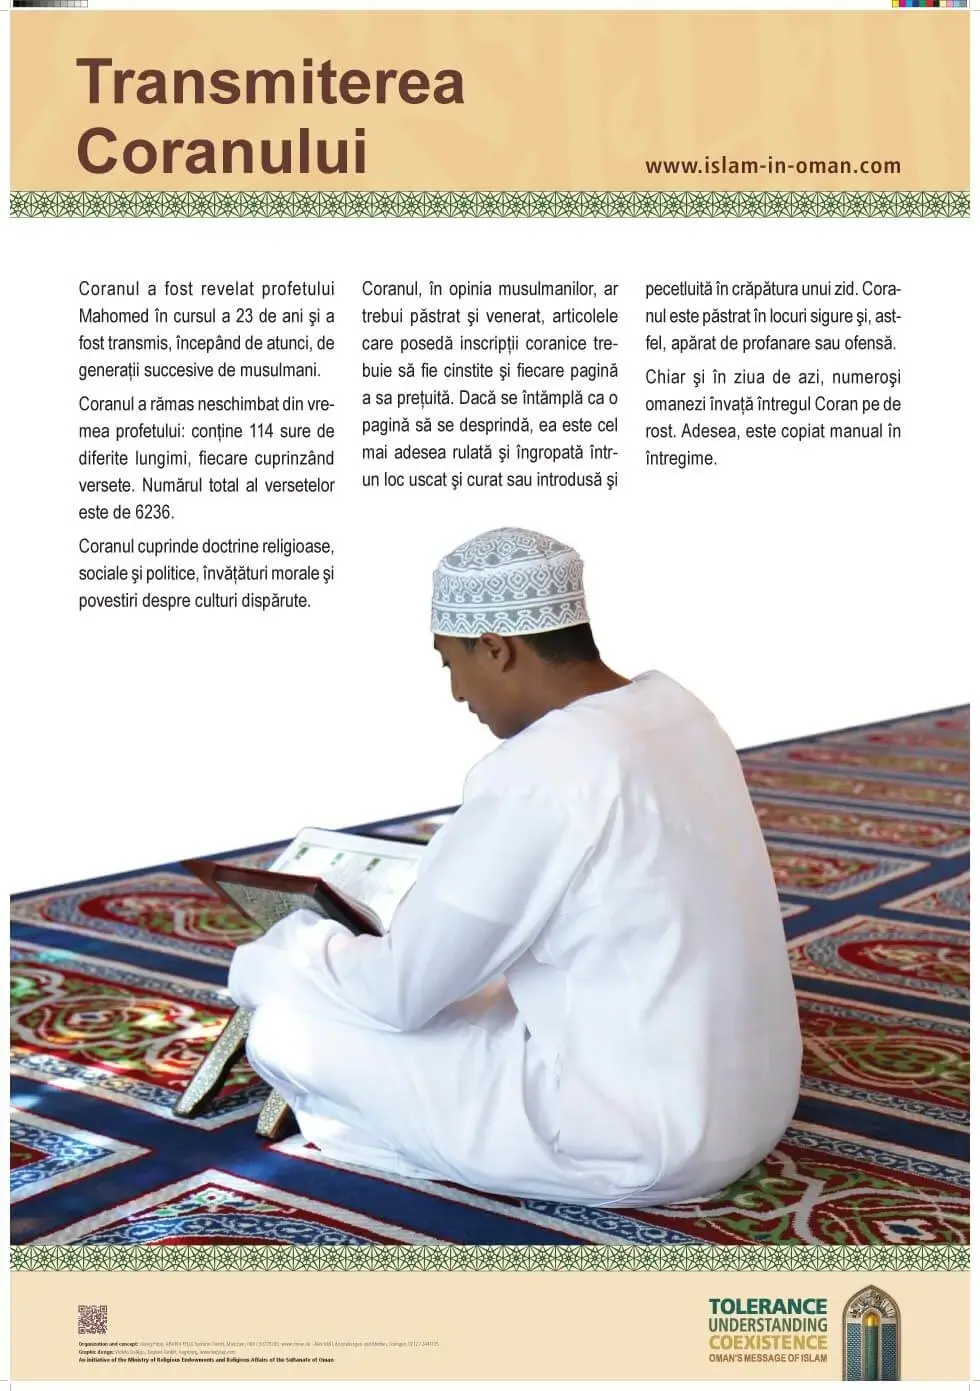 Transmiterea
Coranului
www.islam-in-oman.com
Coranul a fost revelat profetului
Mahomed în cursul a 23 de ani şi a
fost transmis, începând de atunci, de
generaţii succesive de musulmani.
Coranul a rămas neschimbat din vre-
mea profetului: conţine 114 sure de
diferite lungimi, fiecare cuprinzând
versete. Numărul total al versetelor
este de 6236.
Coranul cuprinde doctrine religioase,
sociale şi politice, învăţături morale şi
povestiri despre culturi dispărute.
Coranul, în opinia musulmanilor, ar
trebui păstrat şi venerat, articolele
care posedă inscripţii coranice tre-
buie să fie cinstite şi fiecare pagină
a sa preţuită. Dacă se întâmplă ca o
pagină să se desprindă, ea este cel
mai adesea rulată şi îngropată într-
un loc uscat şi curat sau introdusă şi
pecetluită în crăpătura unui zid. Cora-
nul este păstrat în locuri sigure şi, ast-
fel, apărat de profanare sau ofensă.
Chiar şi în ziua de azi, numeroşi
omanezi învaţă întregul Coran pe de
rost. Adesea, este copiat manual în
întregime.
Organization and concept:
Graphic design:
An initiative of the Ministry of Religious Endowments and Religious Affairs of the Sultanate of Oman
TOLERANCE
UNDERSTANDING
COEXISTENCE
OMAN'S MESSAGE OF ISLAM